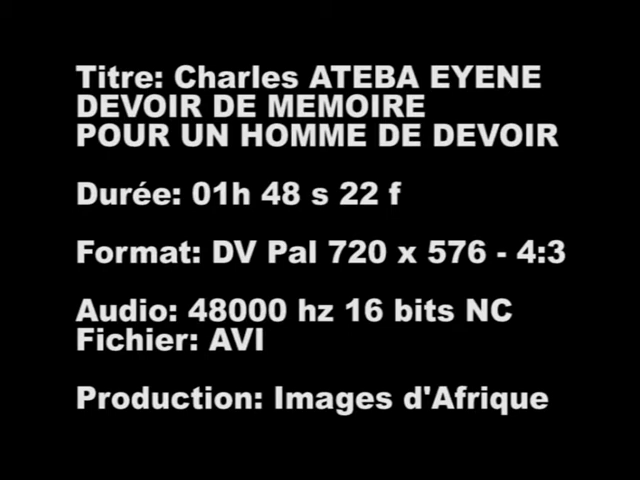 Titre: Charles ATEBA EYENE
DEVOIR DE MEMOIRE
POUR UN HOMME DE DEVOIR
Durée: 01h 48 s 22 f
Format: DV Pal 720 x 576 - 4:3
Audio: 48000 hz 16 bits NC
Fichier: AVI
Production: Images d'Afrique